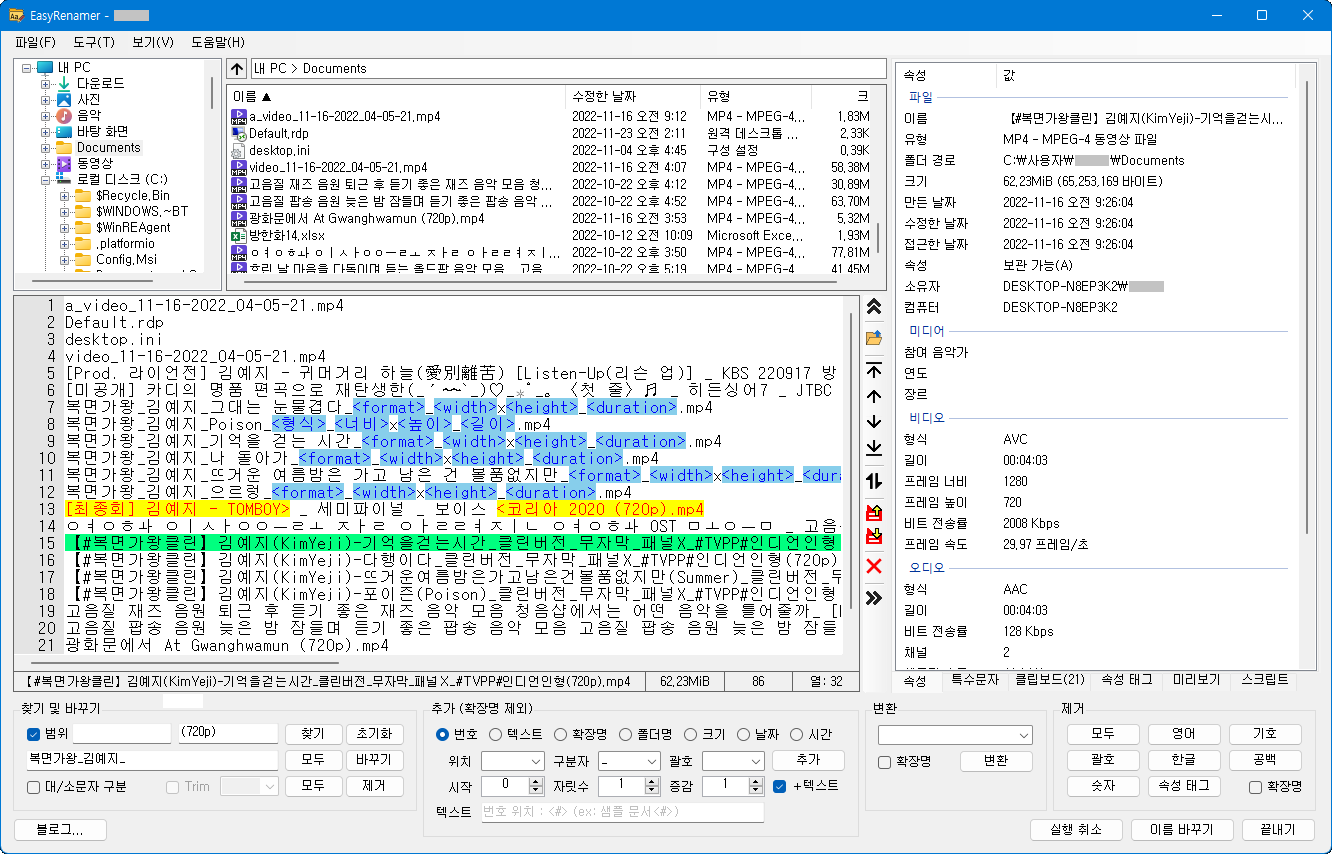 EasyRenamer -
파일(F) 도구(T) 보기(V) 도움말(H)
내 PC
다운로드
사진
음악
바탕 화면
Documents
동영상
로컬 디스크 (C:)
$Recycle.Bin
$WINDOWS.~BT
$WinREAgent
.platformio
Config.Msi
내 PC > Documents
이름 ▲ 수정한 날짜 유형 크
a_video_11-16-2022_04-05-21.mp4 2022-11-16 오전 9:12 MP4 - MPEG-4... 1,83M
Default.rdp 2022-11-23 오전 2:11 원격 데스크톱 ... 2,33K
desktop.ini 2022-11-04 오후 4:45 구성 설정 0,39K
video_11-16-2022_04-05-21.mp4 2022-11-16 오전 4:07 MP4 - MPEG-4... 58,38M
고음질 재즈 음원 퇴근 후 듣기 좋은 재즈 음악 모음 청... 2022-10-22 오후 4:12 MP4 - MPEG-4... 30,89M
고음질 팝송 음원 늦은 밤 잠들며 듣기 좋은 팝송 음악 ... 2022-10-22 오후 4:52 MP4 - MPEG-4... 63,70M
광화문에서 At Gwanghwamun (720p).mp4 2022-11-16 오후 3:53 MP4 - MPEG-4... 5,32M
방한화14.xlsx 2022-10-12 오전 10:09 Microsoft Exce... 1,93M
ㅇㅕㅇㅎㅘ ㅇㅣㅅㅏㅇㅇㅡㄹㅗ ㅈㅏㄹ ㅇㅏㄹㄹㅕㅈㅣ... 2022-10-22 오후 3:50 MP4 - MPEG-4... 77,81M
흐린 날 마음을 다독이며 듣는 올드팝 음악 모음 _ 고음... 2022-10-22 오후 5:19 MP4 - MPEG-4... 41,45M
1 a_video_11-16-2022_04-05-21.mp4
2 Default.rdp
3 desktop.ini
4 video_11-16-2022_04-05-21.mp4
5 [Prod. 라이언전] 김예지 - 귀머거리 하늘(愛別離苦) [Listen-Up(리슨 업)] _ KBS 220917 방
6 [미공개] 카디의 명품 편곡으로 재탄생한 〈첫 줄〉♬ _ 히든싱어7 _ JTBC
7 복면가왕_김예지_그대는 눈물겹다_<format>_<width>x<height>_<duration>.mp4
8 복면가왕_김예지_Poison_<형식>_<너비>x<높이>_<길이>.mp4
9 복면가왕_김예지_기억을 걷는 시간_<format>_<width>x<height>_<duration>.mp4
10 복면가왕_김예지_나 돌아가_<format>_<width>x<height>_<duration>.mp4
11 복면가왕_김예지_뜨거운 여름밤은 가고 남은 건 볼품없지만_<format>_<width>x<height>_<dur
12 복면가왕_김예지_으르렁_<format>_<width>x<height>_<duration>.mp4
13 [최종회] 김예지 - TOMBOY> _ 세미파이널 _ 보이스 <코리아 2020 (720p).mp4
14 ㅇㅕㅇㅎㅘ ㅇㅣㅅㅏㅇㅇㅡㄹㅗ ㅈㅏㄹ ㅇㅏㄹㄹㅕㅈㅣㄴ ㅇㅕㅇㅎㅘ OST ㅁㅗㅇㅡㅁ _ 고음
15 【#복면가왕클린】김예지(KimYeji)-기억을걷는시간_클린버전_무자막_패널X_#TVPP#인디언인형
16 【#복면가왕클린】김예지(KimYeji)-다행이다_클린버전_무자막_패널X_#TVPP#인디언인형(720p)
17 【#복면가왕클린】김예지(KimYeji)-뜨거운여름밤은가고남은건볼품없지만(Summer)_클린버전_무
18 【#복면가왕클린】김예지(KimYeji)-포이즌(Poison)_클린버전_무자막_패널X_#TVPP#인디언인형
19 고음질 재즈 음원 퇴근 후 듣기 좋은 재즈 음악 모음 청음샵에서는 어떤 음악을 틀어줄까_
20 고음질 팝송 음원 늦은 밤 잠들며 듣기 좋은 팝송 음악 모음 고음질 팝송 음원 늦은 밤 잠들
21 광화문에서 At Gwanghwamun (720p).mp4
【#복면가왕클린】김예지(KimYeji)-기억을걷는시간_클린버전_무자막_패널X_#TVPP#인디언인형(720p).mp4 62,23MiB 86 열: 32
속성 값
파일
이름 【#복면가왕클린】김예지(KimYeji)-기억을걷는시...
유형 MP4 - MPEG-4 동영상 파일
폴더 경로 C:₩사용자₩ ₩Documents
크기 62,23MiB (65,253,169 바이트)
만든 날짜 2022-11-16 오전 9:26:04
수정한 날짜 2022-11-16 오전 9:26:04
접근한 날짜 2022-11-16 오전 9:26:04
속성 보관 가능(A)
소유자 DESKTOP-N8EP3K2₩
컴퓨터 DESKTOP-N8EP3K2
미디어
참여 음악가
연도
장르
비디오
형식 AVC
길이 00:04:03
프레임 너비 1280
프레임 높이 720
비트 전송률 2008 Kbps
프레임 속도 29,97 프레임/초
오디오
형식 AAC
길이 00:04:03
비트 전송률 128 Kbps
채널 2
속성 특수문자 클립보드(21) 속성 태그 미리보기 스크립트
찾기 및 바꾸기
범위 (720p) 찾기 초기화
복면가왕_김예지_ 모두 바꾸기
대/소문자 구분 Trim 모두 제거
추가 (확장명 제외)
번호 텍스트 확장명 폴더명 크기 날짜 시간
위치 구분자 _ 괄호 추가
시작 0 자릿수 1 증감 1 +텍스트
텍스트 번호 위치 : <#> (ex: 샘플 문서<#>)
변환
확장명 변환
제거
모두 영어 기호
괄호 한글 공백
숫자 속성 태그 확장명
블로그... 실행 취소 이름 바꾸기 끝내기